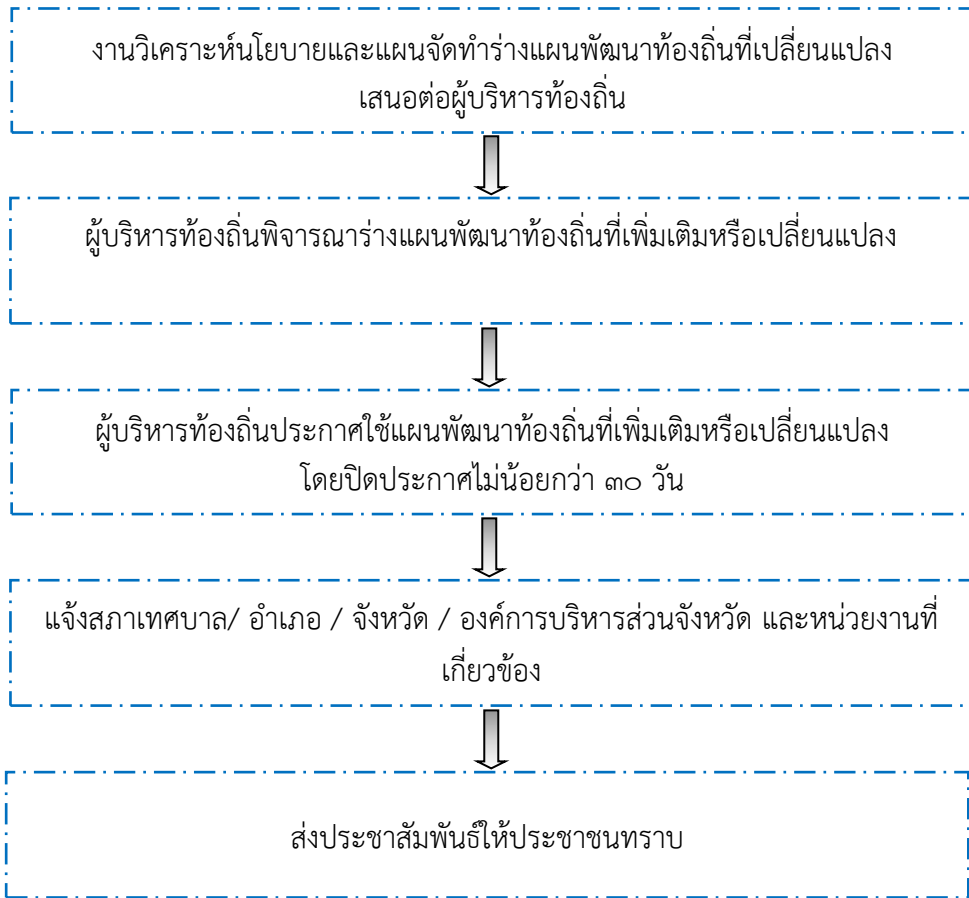 งานวิเคราะห์นโยบายและแผนจัดทำร่างแผนพัฒนาท้องถิ่นที่เปลี่ยนแปลง
เสนอต่อผู้บริหารท้องถิ่น
ผู้บริหารท้องถิ่นพิจารณาร่างแผนพัฒนาท้องถิ่นที่เพิ่มเติมหรือเปลี่ยนแปลง
ผู้บริหารท้องถิ่นประกาศใช้แผนพัฒนาท้องถิ่นที่เพิ่มเติมหรือเปลี่ยนแปลง
โดยปิดประกาศไม่น้อยกว่า ๓๐ วัน
แจ้งสภาเทศบาล/ อำเภอ / จังหวัด / องค์การบริหารส่วนจังหวัด และหน่วยงานที่
เกี่ยวข้อง
ส่งประชาสัมพันธ์ให้ประชาชนทราบ